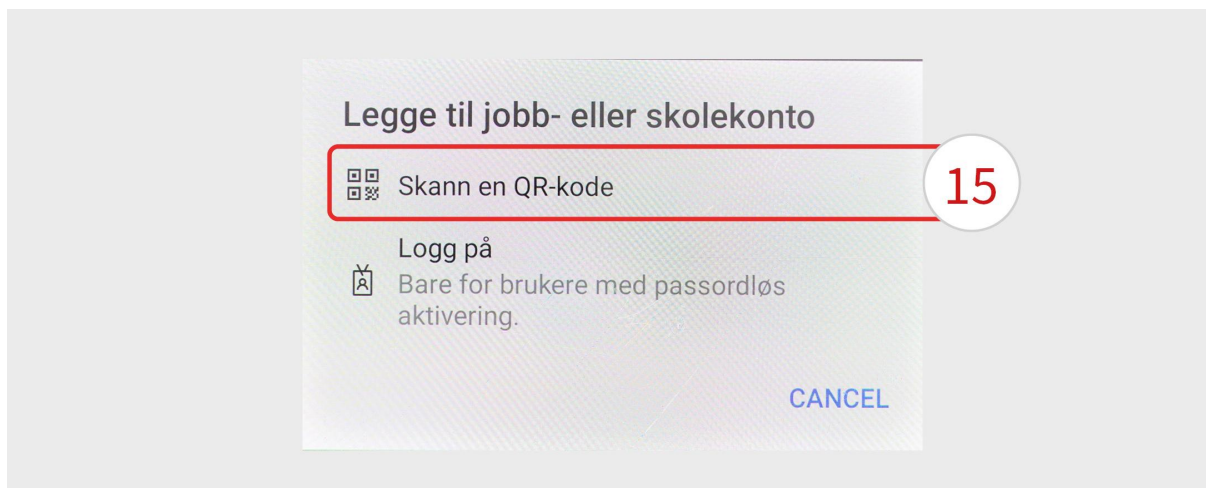 Legge til jobb- eller skolekonto
Skann en QR-kode
15
Logg på
Bare for brukere med passordløs
aktivering.
CANCEL